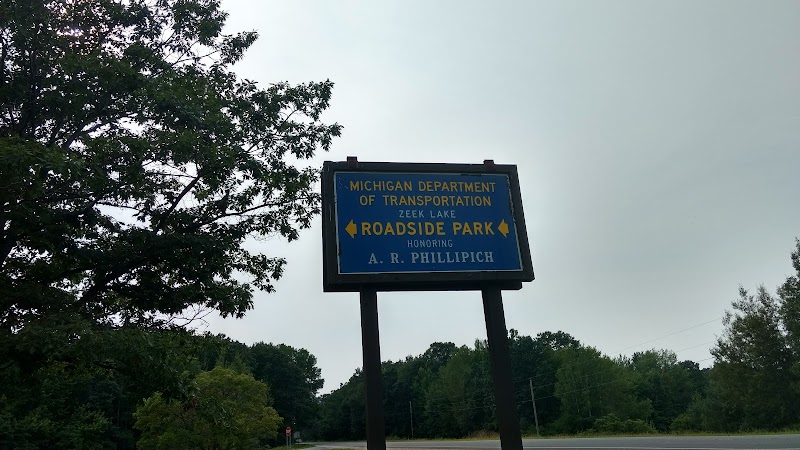 MICHIGAN DEPARTMENT
OF TRANSPORTATION
ZEEK LAKE
ROADSIDE PARK
HONORING
A. R. PHILLIPICH